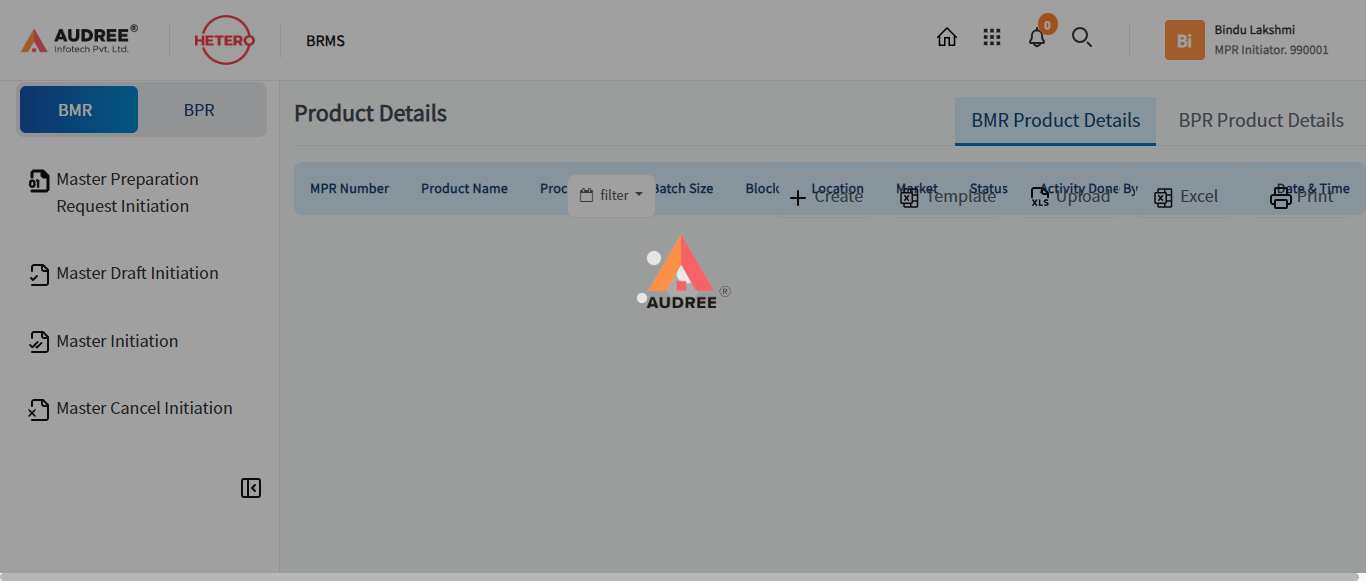 AUDREE®
Infotech Pvt. Ltd.
HETERO
BRMS
0
Bi
Bindu Lakshmi
MPR Initiator. 990001
BMR
BPR
Product Details
BMR Product Details
BPR Product Details
Master Preparation
Request Initiation
Master Draft Initiation
Master Initiation
Master Cancel Initiation
MPR Number
Product Name
Proc
filter
Batch Size
Block
Location
Market
Status
Activity Done By
Date & Time
Create
Template
XLS
Upload
Excel
Print
AUDREE ®